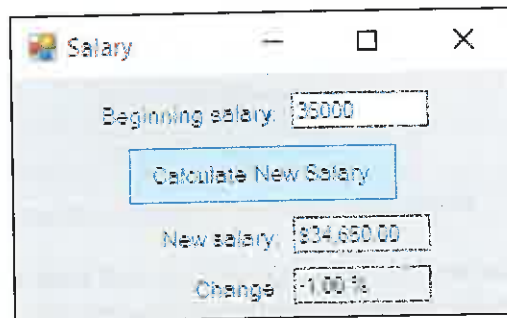 Salary
Beginning salary: 35000
Calculate New Salary
New salary: $34,650.00
Change -1.00 %